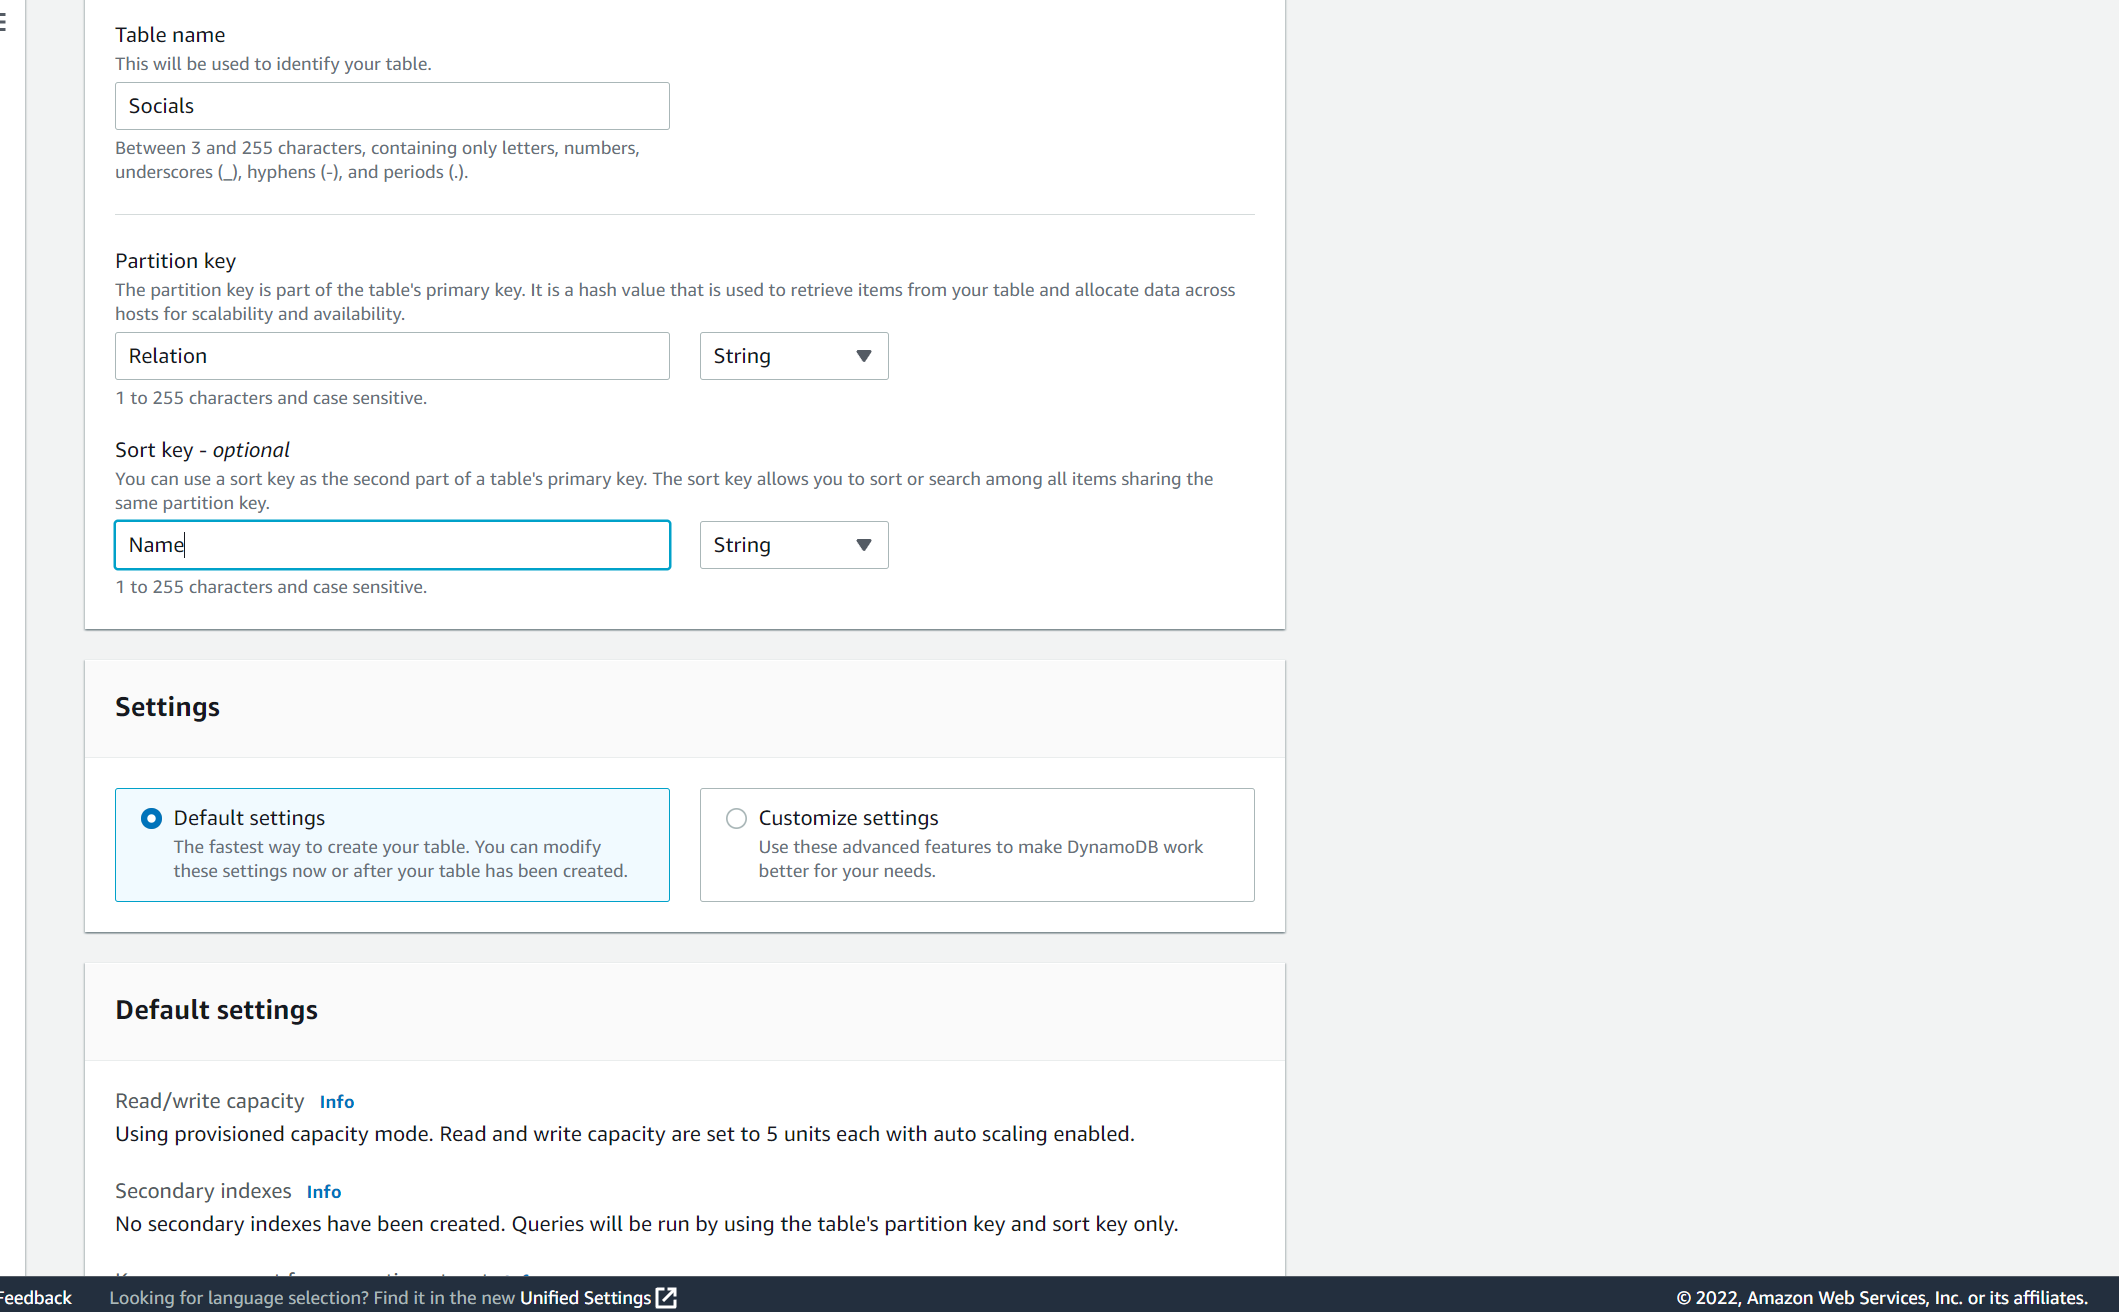 Table name
This will be used to identify your table.
Socials
Between 3 and 255 characters, containing only letters, numbers,
underscores (_), hyphens (-), and periods (.).
Partition key
The partition key is part of the table's primary key. It is a hash value that is used to retrieve items from your table and allocate data across
hosts for scalability and availability.
Relation
String
1 to 255 characters and case sensitive.
Sort key - optional
You can use a sort key as the second part of a table's primary key. The sort key allows you to sort or search among all items sharing the
same partition key.
Name
String
1 to 255 characters and case sensitive.
Settings
Default settings
The fastest way to create your table. You can modify
these settings now or after your table has been created.
Customize settings
Use these advanced features to make DynamoDB work
better for your needs.
Default settings
Read/write capacity Info
Using provisioned capacity mode. Read and write capacity are set to 5 units each with auto scaling enabled.
Secondary indexes Info
No secondary indexes have been created. Queries will be run by using the table's partition key and sort key only.
Feedback
Looking for language selection? Find it in the new Unified Settings
© 2022, Amazon Web Services, Inc. or its affiliates.